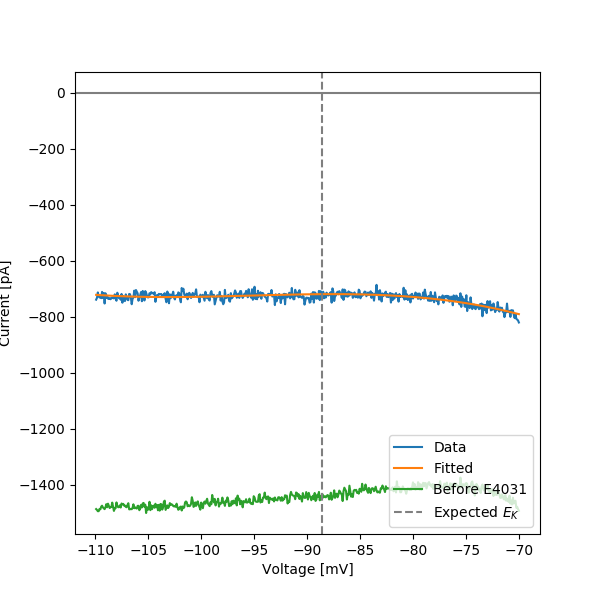 0
−200
−400
−600
−800
−1000
−1200
−1400
Current [pA]
Data
Fitted
Before E4031
Expected $E_K$
−110
−105
−100
−95
−90
−85
−80
−75
−70
Voltage [mV]